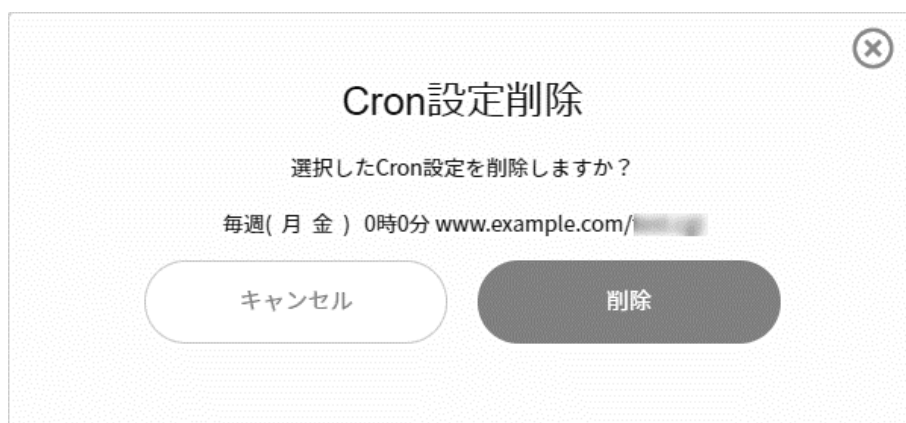 Cron設定削除
選択したCron設定を削除しますか？
毎週( 月 金 ) 0時0分 www.example.com/
キャンセル
削除